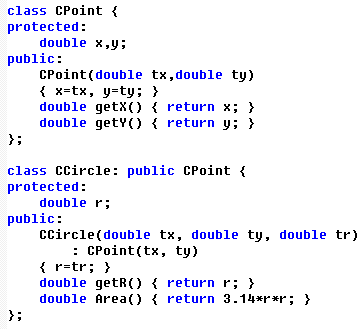 class CPoint {
protected:
    double x,y;
public:
    CPoint(double tx,double ty)
    { x=tx, y=ty; }
    double getX() { return x; }
    double getY() { return y; }
};

class CCircle: public CPoint {
protected:
    double r;
public:
    CCircle(double tx, double ty, double tr)
        : CPoint(tx, ty)
    { r=tr; }
    double getR() { return r; }
    double Area() { return 3.14*r*r; }
};